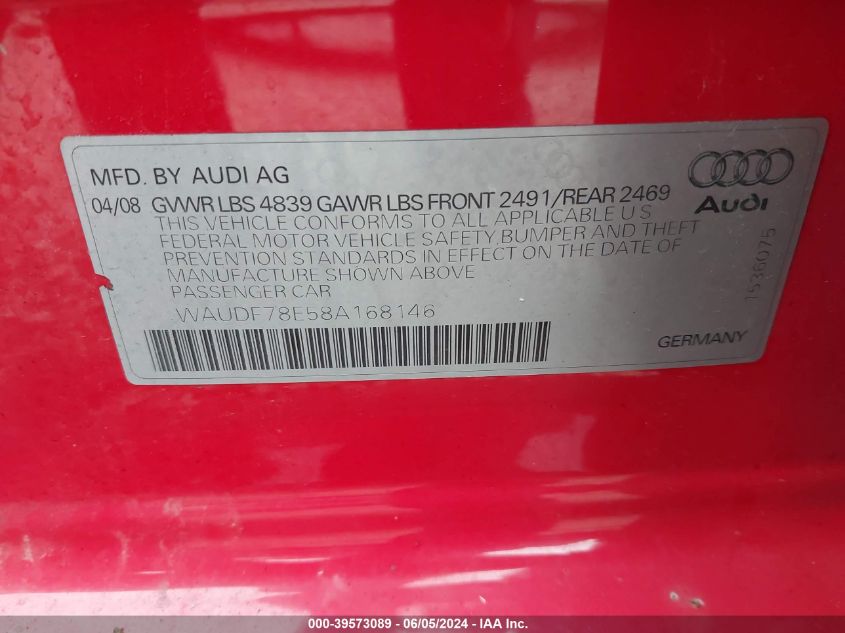 MFD. BY AUDI AG
04/08 GVWR LBS 4839 GAWR LBS FRONT 2491/REAR 2469
THIS VEHICLE CONFORMS TO ALL APPLICABLE U S
FEDERAL MOTOR VEHICLE SAFETY, BUMPER AND THEFT
PREVENTION STANDARDS IN EFFECT ON THE DATE OF
MANUFACTURE SHOWN ABOVE
PASSENGER CAR
WAUDF78E58A168146
Audi
1536075
GERMANY
000-39573089 - 06/05/2024 - IAA Inc.